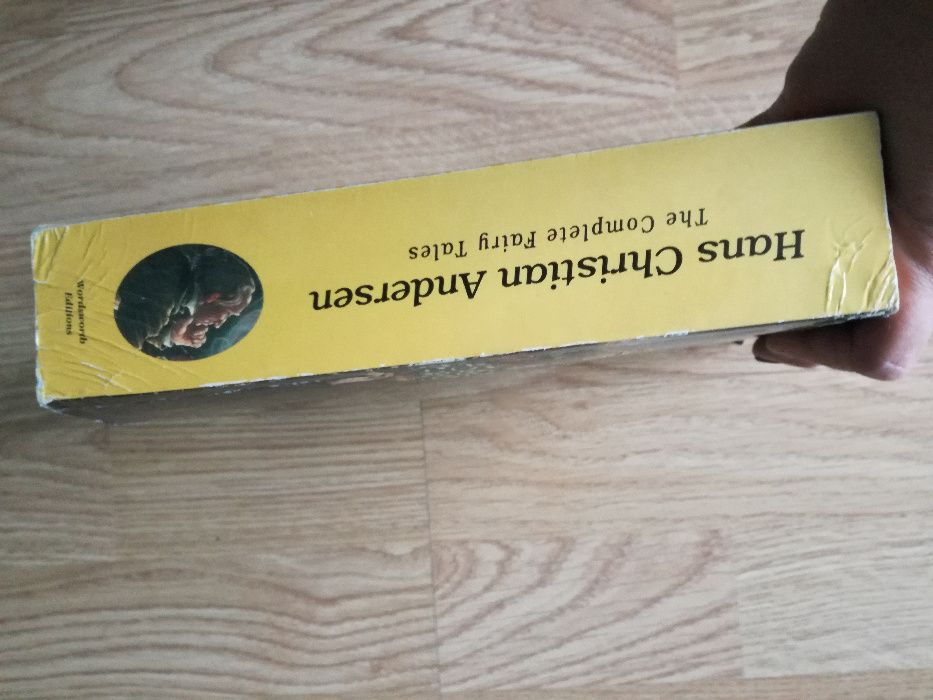 Hans Christian Andersen
The Complete Fairy Tales
Wordsworth
Editions